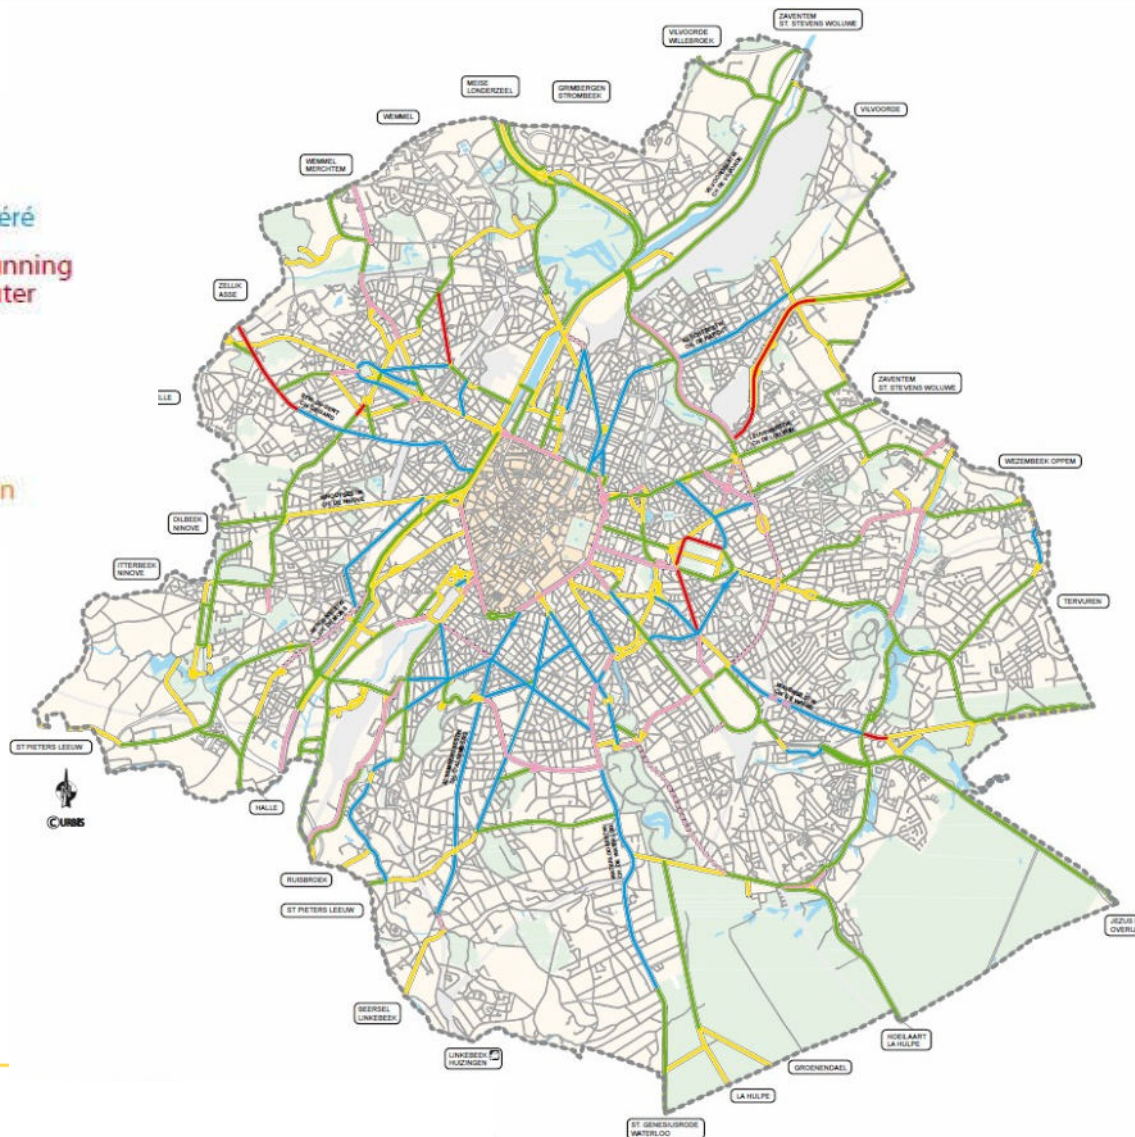 ZAVENTEM
ST. STEVENS WOLUWE
VILVOORDE
WILLEBROEK
MEISE
LONDERZEEL
GRIMBERGEN
STROMBEEK
VILVOORDE
WEMMEL
WEMMEL
MERCHTEM
éré
unning
uter
ZELLIK
ASSE
ZAVENTEM
ST. STEVENS WOLUWE
LLE
WEZEMBEEK OPPEM
n
DILBEEK
NINOVE
ITTERBEEK
NINOVE
TERVUREN
ST PIETERS LEEUW
© URBIS
HALLE
RUISBROEK
ST PIETERS LEEUW
JEZUS
OVERIJ
BEERSEL
LINKEBEEK
HOEILAART
LA HULPE
LINKEBEEK
HUIZINGEN
GROENENDAEL
LA HULPE
ST. GENESIUSRODE
WATERLOO